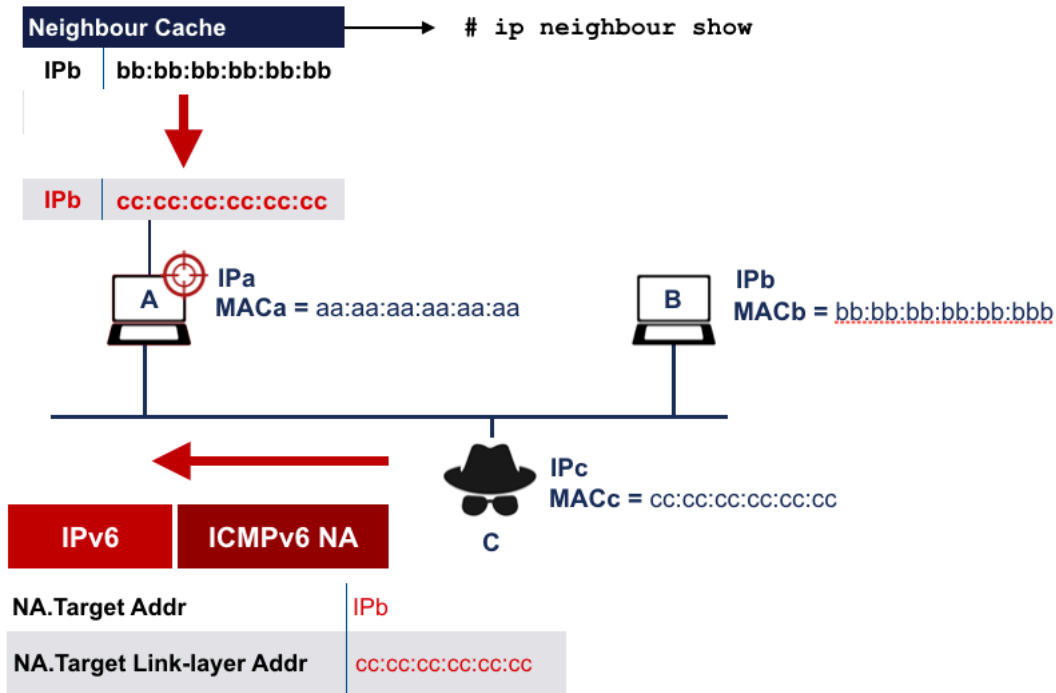 Neighbour Cache
# ip neighbour show
IPb bb:bb:bb:bb:bb:bb
IPb cc:cc:cc:cc:cc:cc
A
IPa
MACa = aa:aa:aa:aa:aa:aa
B
IPb
MACb = bb:bb:bb:bb:bb:bbb
IPc
MACc = cc:cc:cc:cc:cc:cc
C
IPv6
ICMPv6 NA
NA.Target Addr IPb
NA.Target Link-layer Addr cc:cc:cc:cc:cc:cc